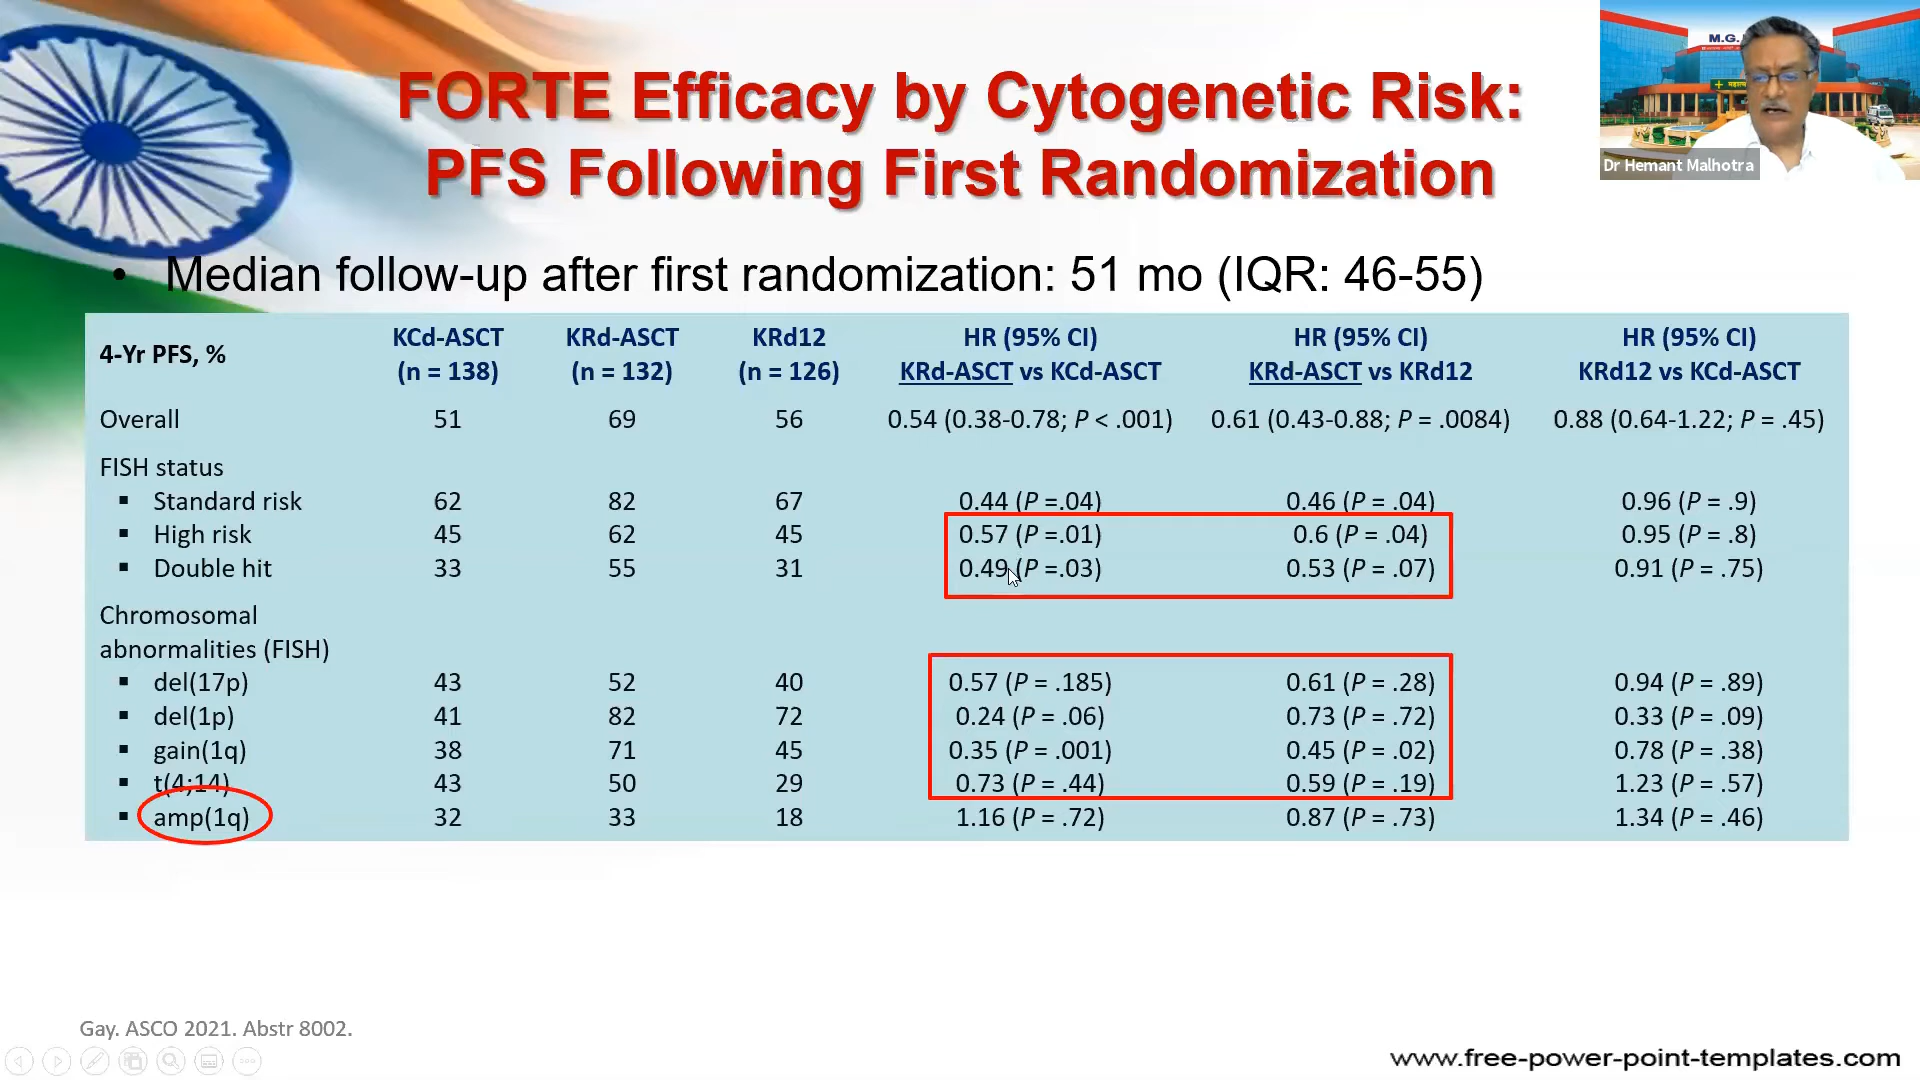 FORTE Efficacy by Cytogenetic Risk:
PFS Following First Randomization
M.G.
Dr Hemant Malhotra
• Median follow-up after first randomization: 51 mo (IQR: 46-55)
4-Yr PFS, % KCd-ASCT (n = 138) KRd-ASCT (n = 132) KRd12 (n = 126) HR (95% CI) KRd-ASCT vs KCd-ASCT HR (95% CI) KRd-ASCT vs KRd12 HR (95% CI) KRd12 vs KCd-ASCT
Overall 51 69 56 0.54 (0.38-0.78; P < .001) 0.61 (0.43-0.88; P = .0084) 0.88 (0.64-1.22; P = .45)
FISH status
▪ Standard risk 62 82 67 0.44 (P =.04) 0.46 (P = .04) 0.96 (P = .9)
▪ High risk 45 62 45 0.57 (P =.01) 0.6 (P = .04) 0.95 (P = .8)
▪ Double hit 33 55 31 0.49 (P =.03) 0.53 (P = .07) 0.91 (P = .75)
Chromosomal
abnormalities (FISH)
▪ del(17p) 43 52 40 0.57 (P = .185) 0.61 (P = .28) 0.94 (P = .89)
▪ del(1p) 41 82 72 0.24 (P = .06) 0.73 (P = .72) 0.33 (P = .09)
▪ gain(1q) 38 71 45 0.35 (P = .001) 0.45 (P = .02) 0.78 (P = .38)
▪ t(4;14) 43 50 29 0.73 (P = .44) 0.59 (P = .19) 1.23 (P = .57)
▪ amp(1q) 32 33 18 1.16 (P = .72) 0.87 (P = .73) 1.34 (P = .46)
Gay. ASCO 2021. Abstr 8002.
www.free-power-point-templates.com